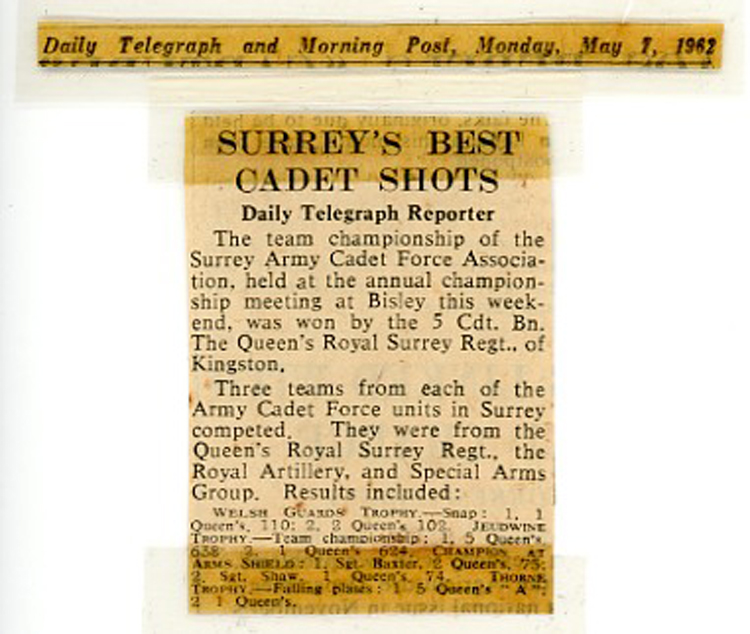 Daily Telegraph and Morning Post, Monday, May 7, 1962
SURREY'S BEST
CADET SHOTS
Daily Telegraph Reporter
The team championship of the
Surrey Army Cadet Force Associa-
tion, held at the annual champion-
ship meeting at Bisley this week-
end, was won by the 5 Cdt. Bn.
The Queen's Royal Surrey Regt., of
Kingston.
Three teams from each of the
Army Cadet Force units in Surrey
competed. They were from the
Queen's Royal Surrey Regt., the
Royal Artillery, and Special Arms
Group. Results included:
WELSH GUARDS TROPHY.—Snap: 1, 1
Queen's, 110; 2, 2 Queen's 102. JEUDWINE
TROPHY.—Team championship: 1, 5 Queen's,
638; 2, 1 Queen's 624. CHAMPION AT
ARMS SHIELD: 1, Sgt. Baxter, 2 Queen's, 75;
2, Sgt. Shaw, 1 Queen's, 74. THORNE
TROPHY.—Falling plates: 1 5 Queen's "A";
2 1 Queen's.